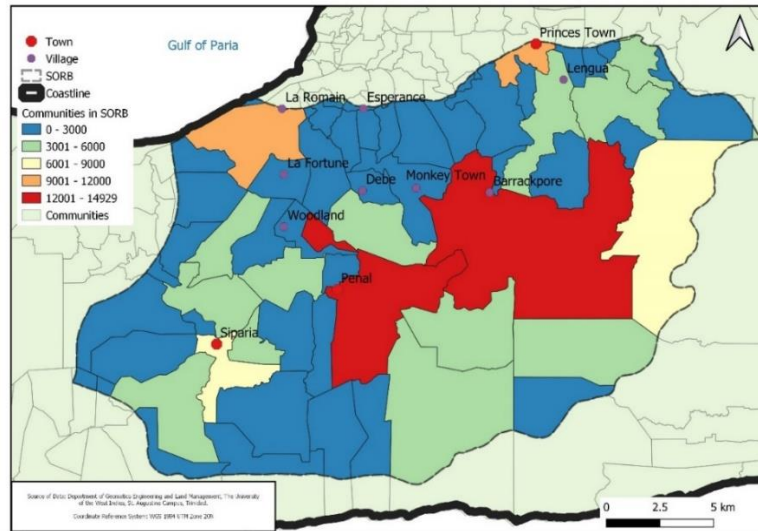 Town
Village
SORB
Coastline
Communities in SORB
0 - 3000
3001 - 6000
6001 - 9000
9001 - 12000
12001 - 14929
Communities
Gulf of Paria
Princes Town
Lengua
La Romain
Esperance
La Fortune
Debe
Monkey Town
Barrackpore
Woodland
Penal
Siparia
Source of Data: Department of Geomatics Engineering and Land Management, The University
of the West Indies, St. Augustine Campus, Trinidad.
Coordinate Reference System: WGS 1984 UTM Zone 20N
0 2.5 5 km